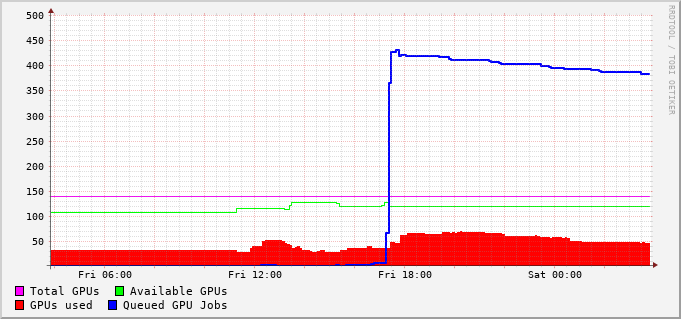 500
450
400
350
300
250
200
150
100
50
Fri 06:00 Fri 12:00 Fri 18:00 Sat 00:00
Total GPUs Available GPUs
GPUs used Queued GPU Jobs
RRDTOOL / TOBI OETIKER